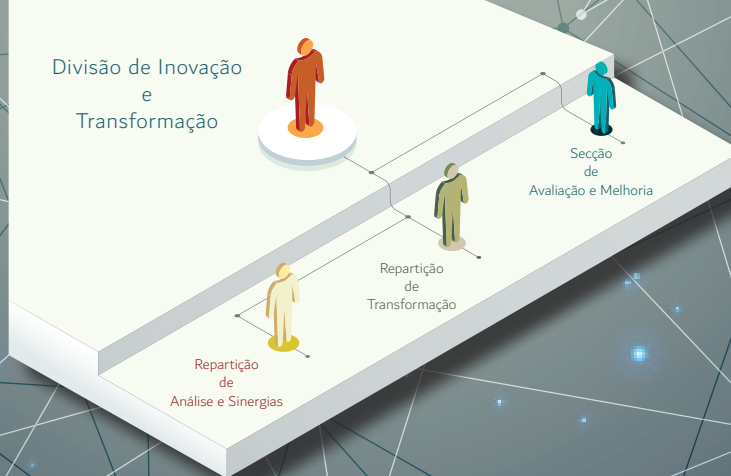 Divisão de Inovação
e
Transformação
Secção
de
Avaliação e Melhoria
Repartição
de
Transformação
Repartição
de
Análise e Sinergias